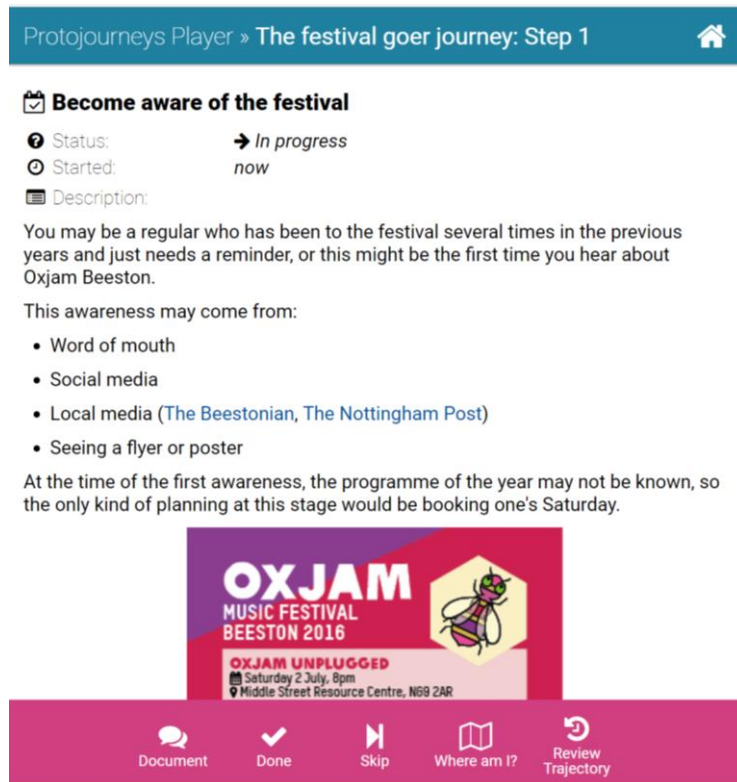 Protojourneys Player » The festival goer journey: Step 1
Become aware of the festival
Status: In progress
Started: now
Description:
You may be a regular who has been to the festival several times in the previous
years and just needs a reminder, or this might be the first time you hear about
Oxjam Beeston.
This awareness may come from:
• Word of mouth
• Social media
• Local media (The Beestonian, The Nottingham Post)
• Seeing a flyer or poster
At the time of the first awareness, the programme of the year may not be known, so
the only kind of planning at this stage would be booking one's Saturday.
OXJAM
MUSIC FESTIVAL
BEESTON 2016
OXJAM UNPLUGGED
Saturday 2 July, 8pm
Middle Street Resource Centre, NG9 2AR
Document
Done
Skip
Where am I?
Review
Trajectory